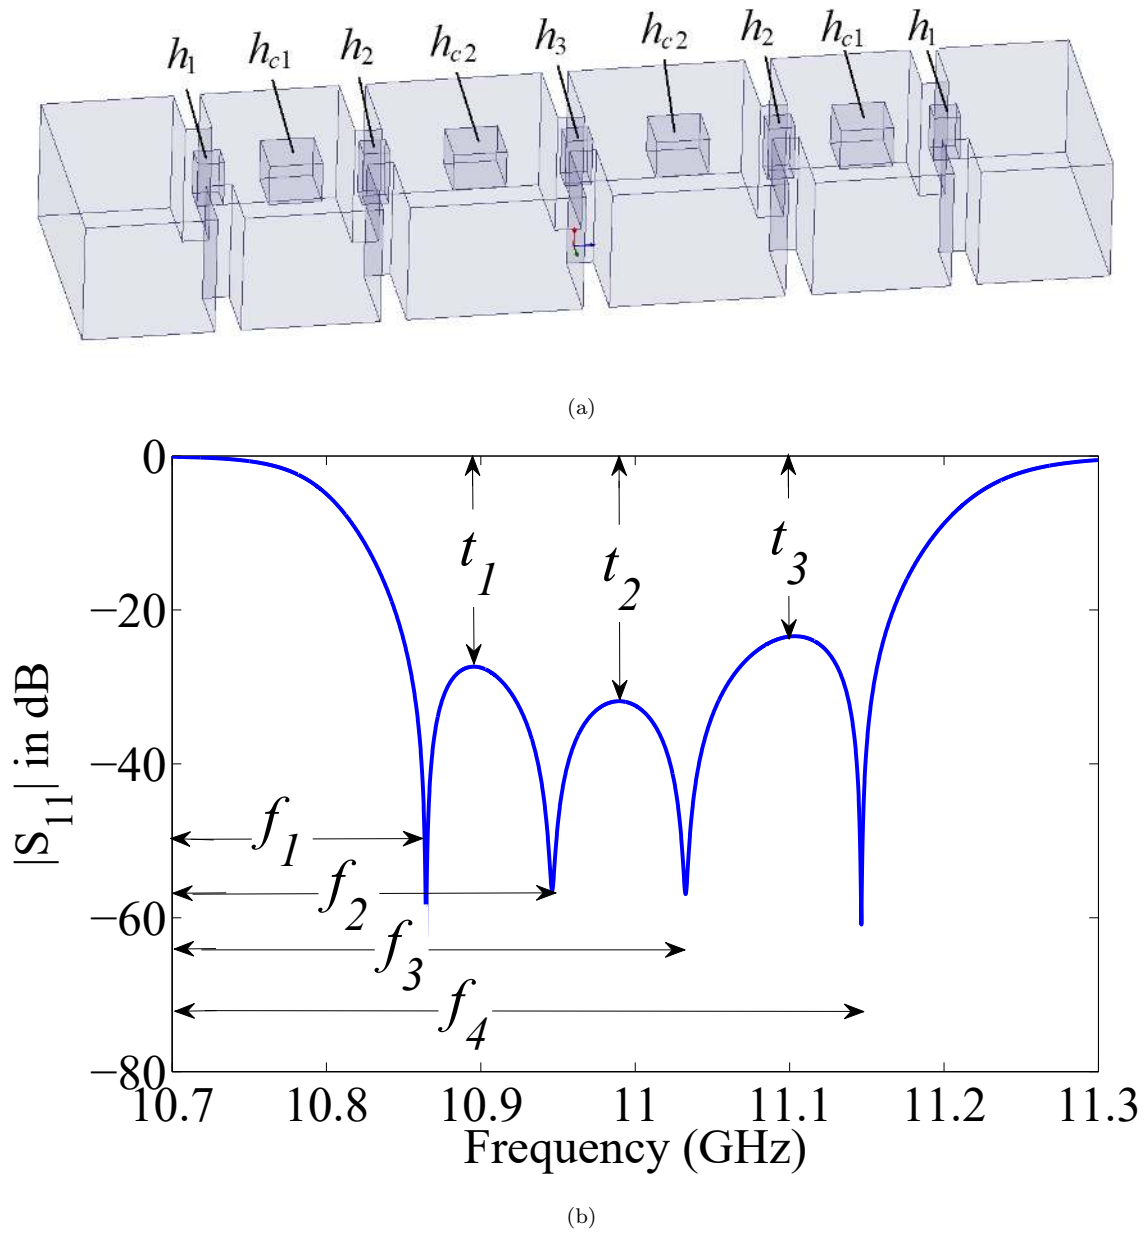 h1 hc1 h2 hc2 h3 hc2 h2 hc1 h1
(a)
0
−20
−40
−60
−80
|S11| in dB
t1 t2 t3
f1
f2
f3
f4
10.7 10.8 10.9 11 11.1 11.2 11.3
Frequency (GHz)
(b)